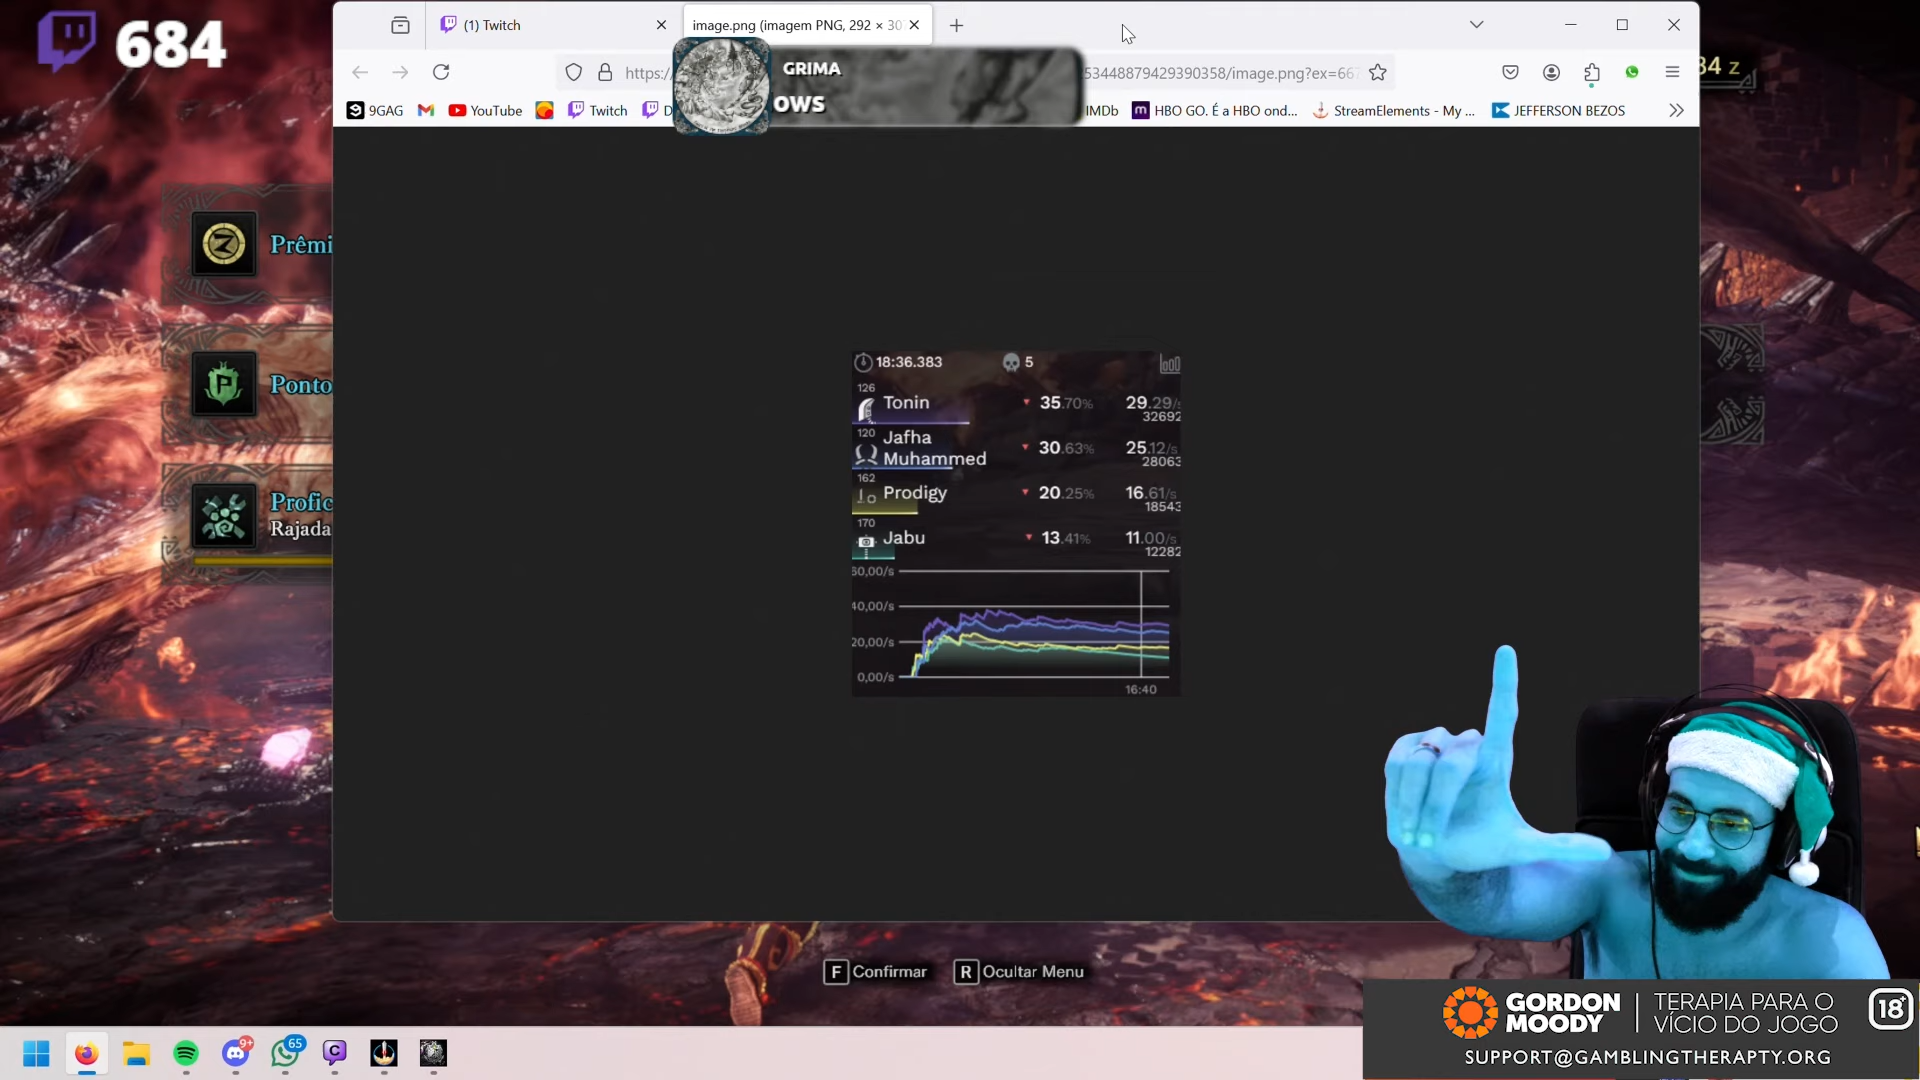 684
(1) Twitch
image.png (imagem PNG, 292 × 30
https:/
53448879429390358/image.png?ex=667
GRIMA
OWS
84 z
9GAG
YouTube
Twitch
D
IMDb
HBO GO. É a HBO ond...
StreamElements - My ...
JEFFERSON BEZOS
Prêmi
Ponto
Profic
Rajada
18:36.383
5
126
Tonin
35.70%
29.29/s
32692
120
Jafha
Muhammed
30.63%
25.12/s
28063
162
Prodigy
20.25%
16.61/s
18543
170
Jabu
13.41%
11.00/s
12282
60,00/s
40,00/s
20,00/s
0,00/s
16:40
F Confirmar
R Ocultar Menu
GORDON
MOODY
TERAPIA PARA O
VÍCIO DO JOGO
18+
SUPPORT@GAMBLINGTHERAPTY.ORG
9+
65